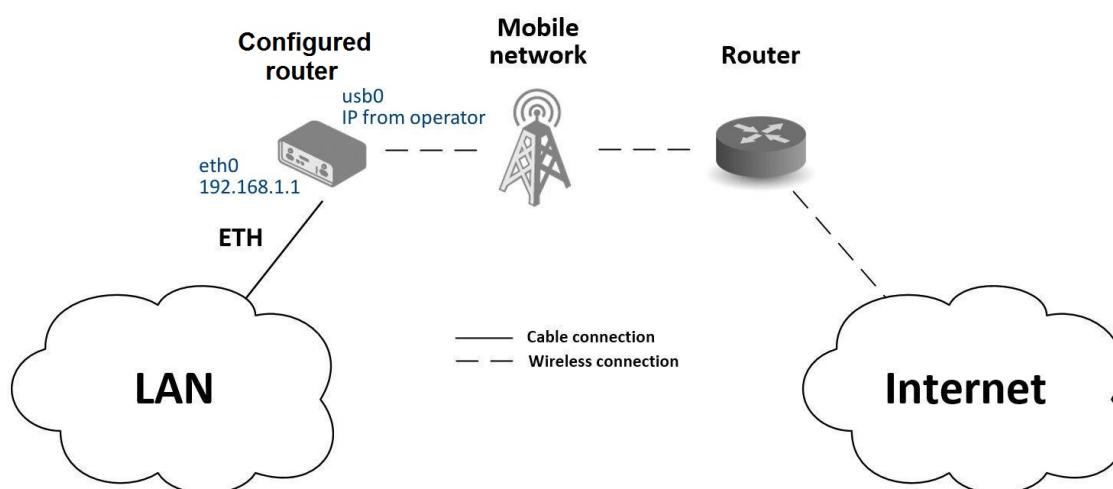 Configured
router
Mobile
network
Router
usb0
IP from operator
eth0
192.168.1.1
ETH
Cable connection
Wireless connection
LAN
Internet